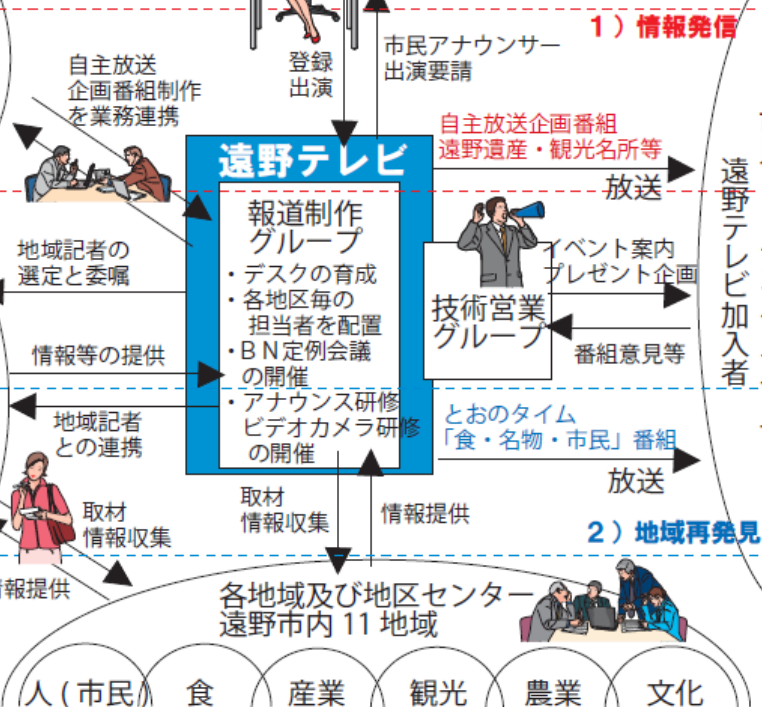 1）情報発信
市民アナウンサー
出演要請
登録
出演
自主放送
企画番組制作
を業務連携
自主放送企画番組
遠野遺産・観光名所等
放送
遠野テレビ
報道制作
グループ
・デスクの育成
・各地区毎の
担当者を配置
・ＢＮ定例会議
の開催
・アナウンス研修
ビデオカメラ研修
の開催
地域記者の
選定と委嘱
情報等の提供
地域記者
との連携
技術営業
グループ
イベント案内
プレゼント企画
番組意見等
遠野テレビ加入者
とおのタイム
「食・名物・市民」番組
放送
取材
情報収集
情報提供
2）地域再発見
取材
情報収集
報提供
各地域及び地区センター
遠野市内 11 地域
人 ( 市民)
食
産業
観光
農業
文化